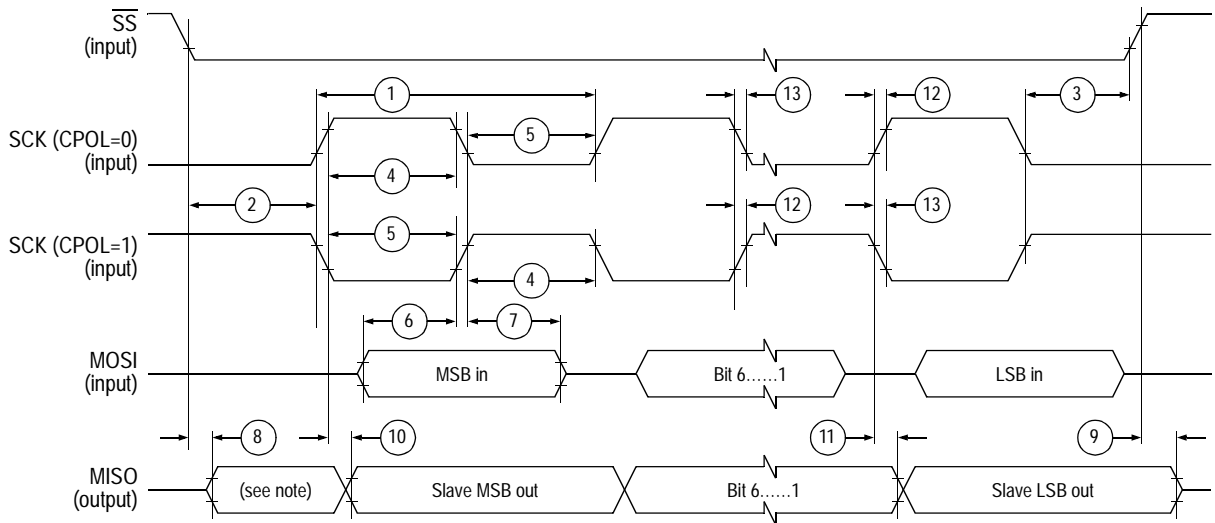 SS
(input)
1
13
12
3
SCK (CPOL=0)
(input)
5
4
2
12
13
SCK (CPOL=1)
(input)
5
4
6
7
MOSI
(input)
MSB in
Bit 6......1
LSB in
8
10
11
9
MISO
(output)
(see note)
Slave MSB out
Bit 6......1
Slave LSB out